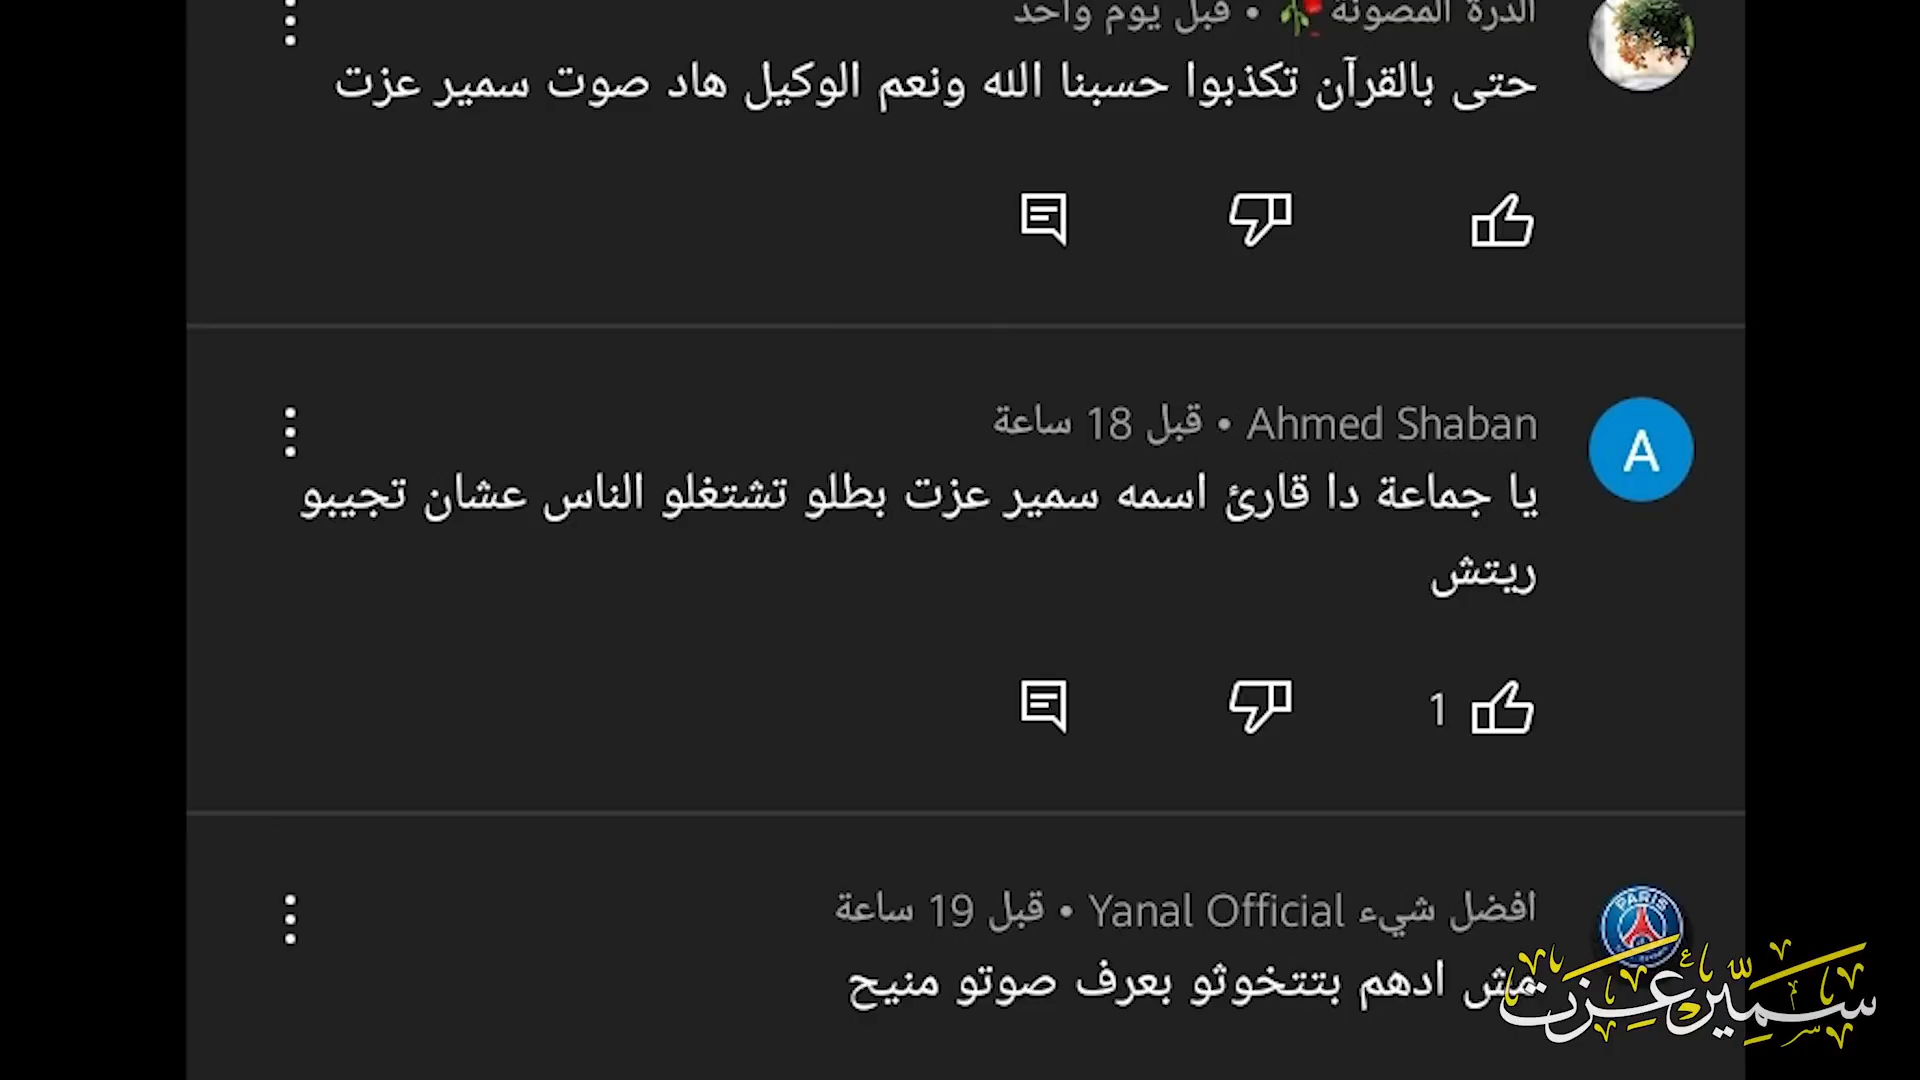 الدرة المصونة🥀 • قبل يوم واحد
حتى بالقرآن تكذبوا حسبنا الله ونعم الوكيل هاد صوت سمير عزت
Ahmed Shaban • قبل 18 ساعة
A
يا جماعة دا قارئ اسمه سمير عزت بطلو تشتغلو الناس عشان تجيبو
ريتش
1
افضل شيء Yanal Official • قبل 19 ساعة
PARIS
مش ادهم بتتخوثو بعرف صوتو منيح
سمير عزت